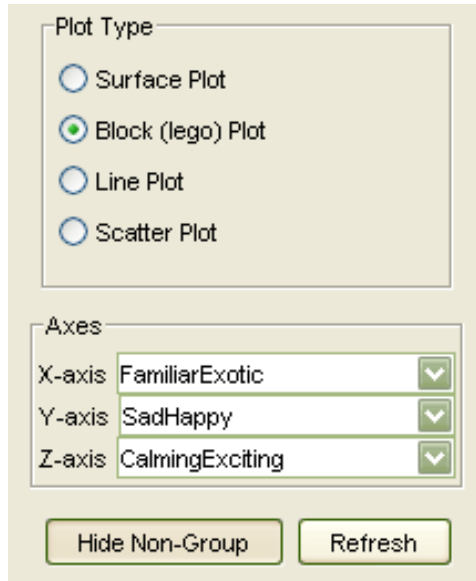 Plot Type
Surface Plot
Block (lego) Plot
Line Plot
Scatter Plot
Axes
X-axis FamiliarExotic
Y-axis SadHappy
Z-axis CalmingExciting
Hide Non-Group Refresh